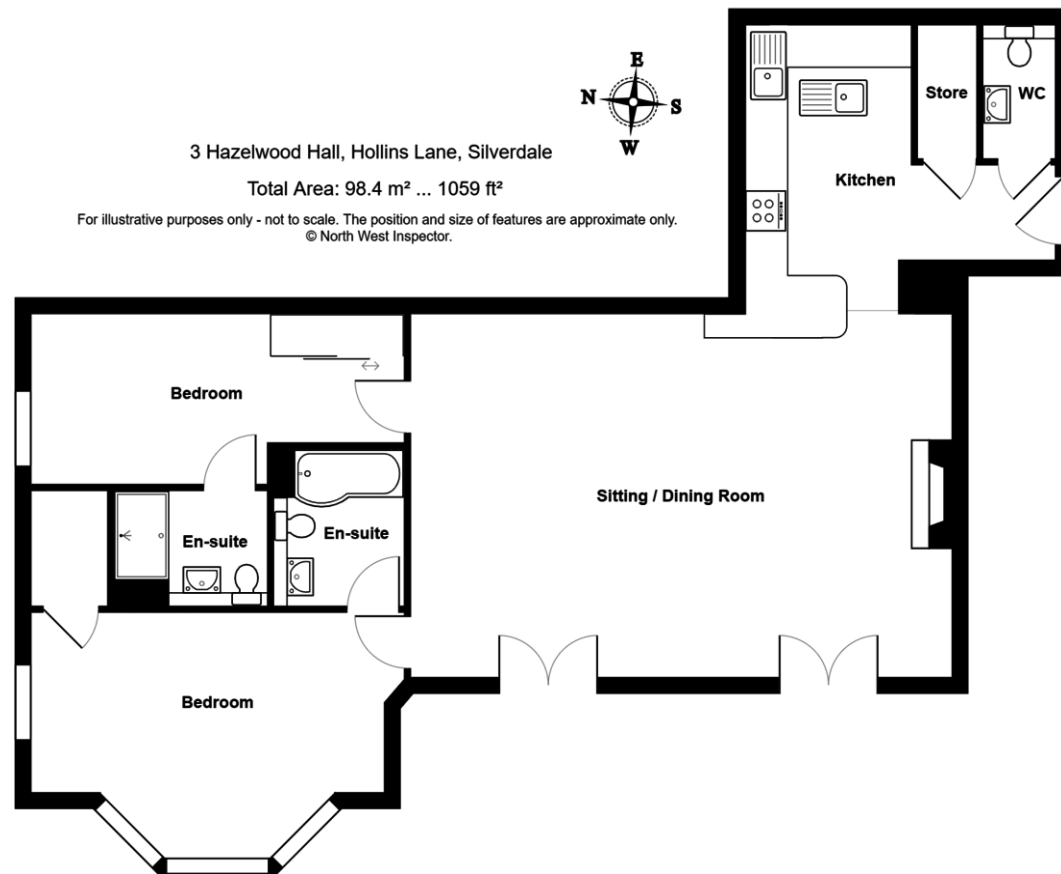 3 Hazelwood Hall, Hollins Lane, Silverdale
Total Area: 98.4 m² ... 1059 ft²
For illustrative purposes only - not to scale. The position and size of features are approximate only.
© North West Inspector.
E
N
S
W
Store
WC
Kitchen
Bedroom
Sitting / Dining Room
En-suite
En-suite
Bedroom